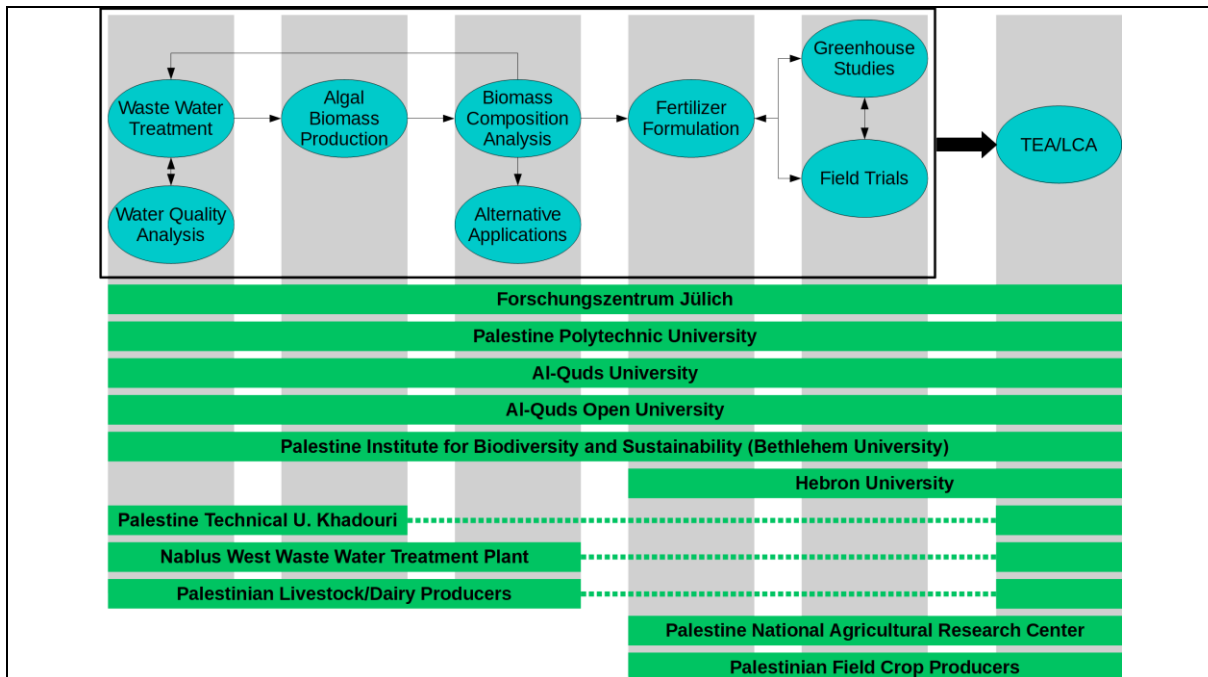 Waste Water
Treatment
Algal
Biomass
Production
Biomass
Composition
Analysis
Fertilizer
Formulation
Greenhouse
Studies
Field Trials
TEA/LCA
Water Quality
Analysis
Alternative
Applications
Forschungszentrum Jülich
Palestine Polytechnic University
Al-Quds University
Al-Quds Open University
Palestine Institute for Biodiversity and Sustainability (Bethlehem University)
Hebron University
Palestine Technical U. Khadouri
Nablus West Waste Water Treatment Plant
Palestinian Livestock/Dairy Producers
Palestine National Agricultural Research Center
Palestinian Field Crop Producers